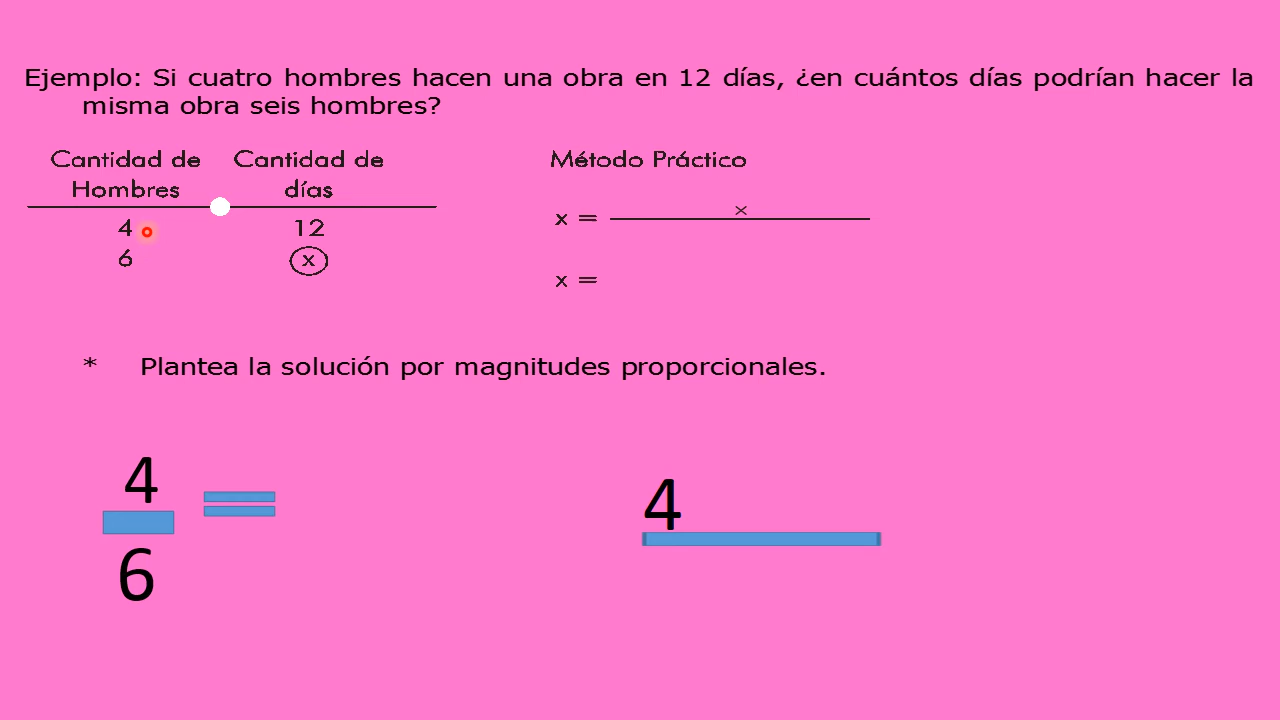 Ejemplo: Si cuatro hombres hacen una obra en 12 días, ¿en cuántos días podrían hacer la
misma obra seis hombres?
Cantidad de Cantidad de
Hombres días
4 12
6 x
Método Práctico
x = x
x =
* Plantea la solución por magnitudes proporcionales.
4
6
=
4